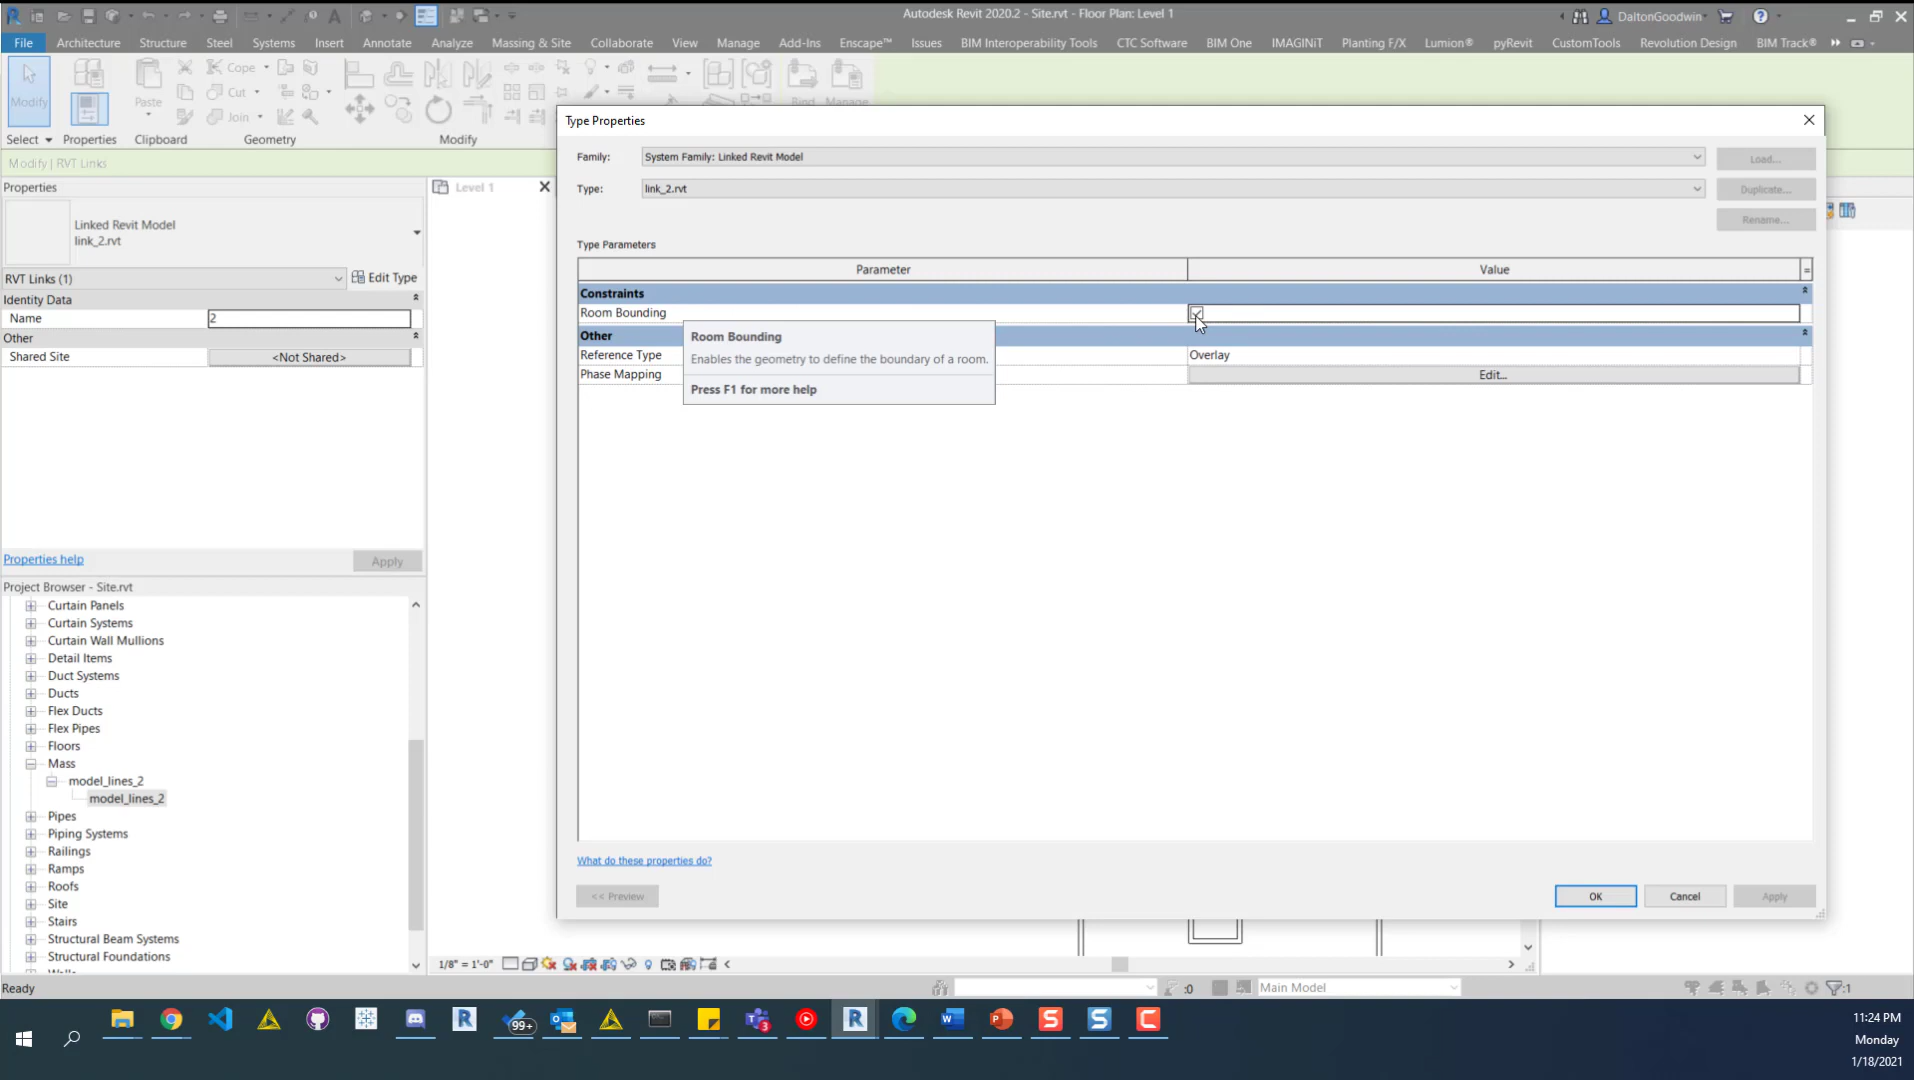 Autodesk Revit 2020.2 - Site.rvt - Floor Plan: Level 1
DaltonGoodwin
File Architecture Structure Steel Systems Insert Annotate Analyze Massing & Site Collaborate View Manage Add-Ins Enscape™ Issues BIM Interoperability Tools CTC Software BIM One IMAGINiT Planting F/X Lumion® pyRevit CustomTools Revolution Design BIM Track®
Cope
Cut
Join
Modify
Paste
Bind Manage
Select Properties Clipboard Geometry Modify
Modify | RVT Links
Properties
Linked Revit Model
link_2.rvt
RVT Links (1) Edit Type
Identity Data
Name 2
Other
Shared Site <Not Shared>
Properties help Apply
Project Browser - Site.rvt
Curtain Panels
Curtain Systems
Curtain Wall Mullions
Detail Items
Duct Systems
Ducts
Flex Ducts
Flex Pipes
Floors
Mass
model_lines_2
model_lines_2
Pipes
Piping Systems
Railings
Ramps
Roofs
Site
Stairs
Structural Beam Systems
Structural Foundations
Level 1
Type Properties
Family: System Family: Linked Revit Model Load...
Type: link_2.rvt Duplicate...
Rename...
Type Parameters
Parameter Value =
Constraints
Room Bounding
Other
Reference Type Overlay
Phase Mapping Edit...
Room Bounding
Enables the geometry to define the boundary of a room.
Press F1 for more help
What do these properties do?
<< Preview OK Cancel Apply
1/8" = 1'-0"
Ready :0 Main Model :1
99+
3
11:24 PM
Monday
1/18/2021